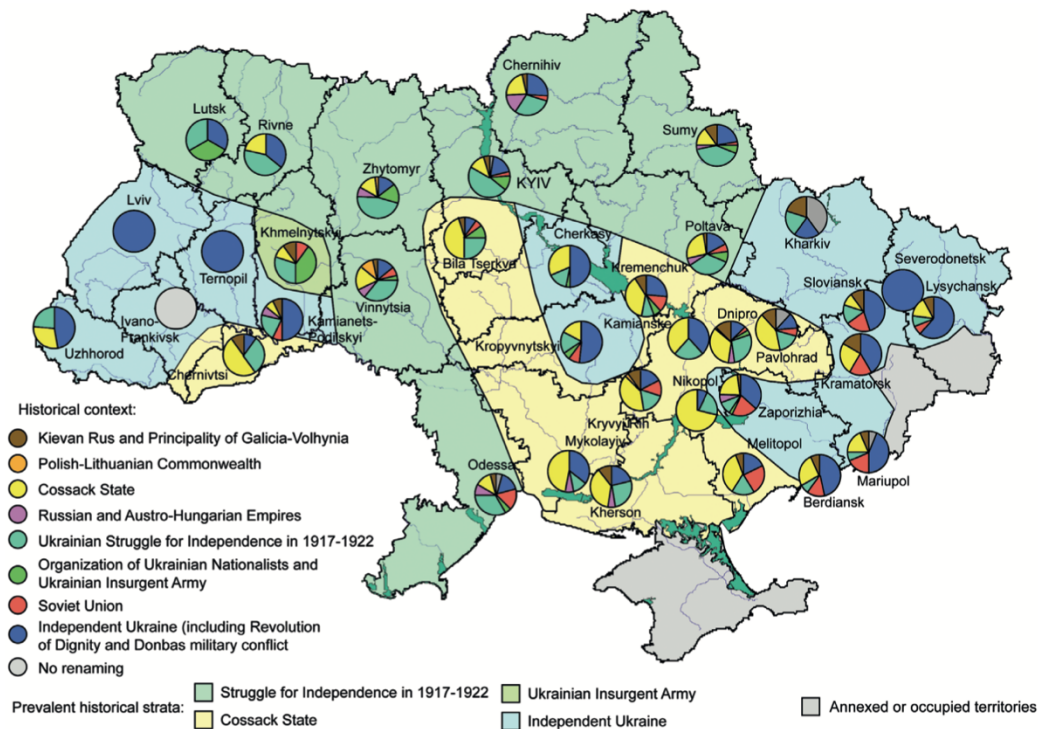 Chernihiv
Lutsk
Rivne
Sumy
Zhytomyr
KYIV
Lviv
Khmelnytskyi
Ternopil
Bila Tserkva
Cherkasy
Poltava
Kharkiv
Severodonetsk
Kremenchuk
Sloviansk
Lysychansk
Vinnytsia
Ivano-
Frankivsk
Kamianets-
Podilskyi
Kamianske
Dnipro
Uzhhorod
Kropyvnytskyi
Pavlohrad
Chernivtsi
Kramatorsk
Nikopol
Zaporizhia
Kryvyi Rih
Mykolayiv
Melitopol
Odessa
Mariupol
Kherson
Berdiansk
Historical context:
Kievan Rus and Principality of Galicia-Volhynia
Polish-Lithuanian Commonwealth
Cossack State
Russian and Austro-Hungarian Empires
Ukrainian Struggle for Independence in 1917-1922
Organization of Ukrainian Nationalists and
Ukrainian Insurgent Army
Soviet Union
Independent Ukraine (including Revolution
of Dignity and Donbas military conflict
No renaming
Prevalent historical strata:
Struggle for Independence in 1917-1922
Cossack State
Ukrainian Insurgent Army
Independent Ukraine
Annexed or occupied territories